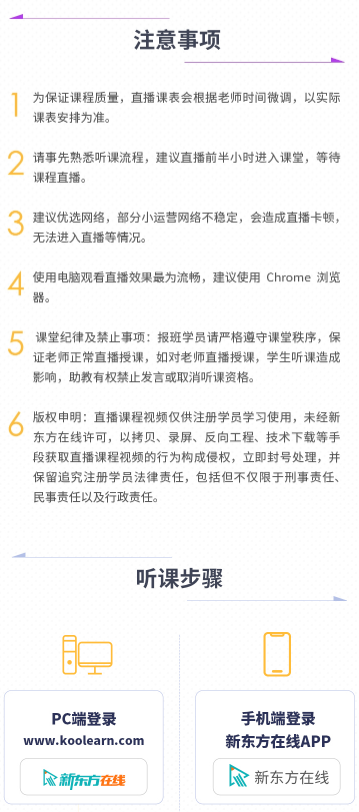 注意事项
1 为保证课程质量，直播课表会根据老师时间微调，以实际
课表安排为准。
2 请事先熟悉听课流程，建议直播前半小时进入课堂，等待
课程直播。
3 建议优选网络，部分小运营网络不稳定，会造成直播卡顿，
无法进入直播等情况。
4 使用电脑观看直播效果最为流畅，建议使用 Chrome 浏览
器。
5 课堂纪律及禁止事项：报班学员请严格遵守课堂秩序，保
证老师正常直播授课，如对老师直播授课，学生听课造成
影响，助教有权禁止发言或取消听课资格。
6 版权申明：直播课程视频仅供注册学员学习使用，未经新
东方在线许可，以拷贝、录屏、反向工程、技术下载等手
段获取直播课程视频的行为构成侵权，立即封号处理，并
保留追究注册学员法律责任，包括但不仅限于刑事责任、
民事责任以及行政责任。
听课步骤
PC端登录
www.koolearn.com
新东方在线
手机端登录
新东方在线APP
新东方在线